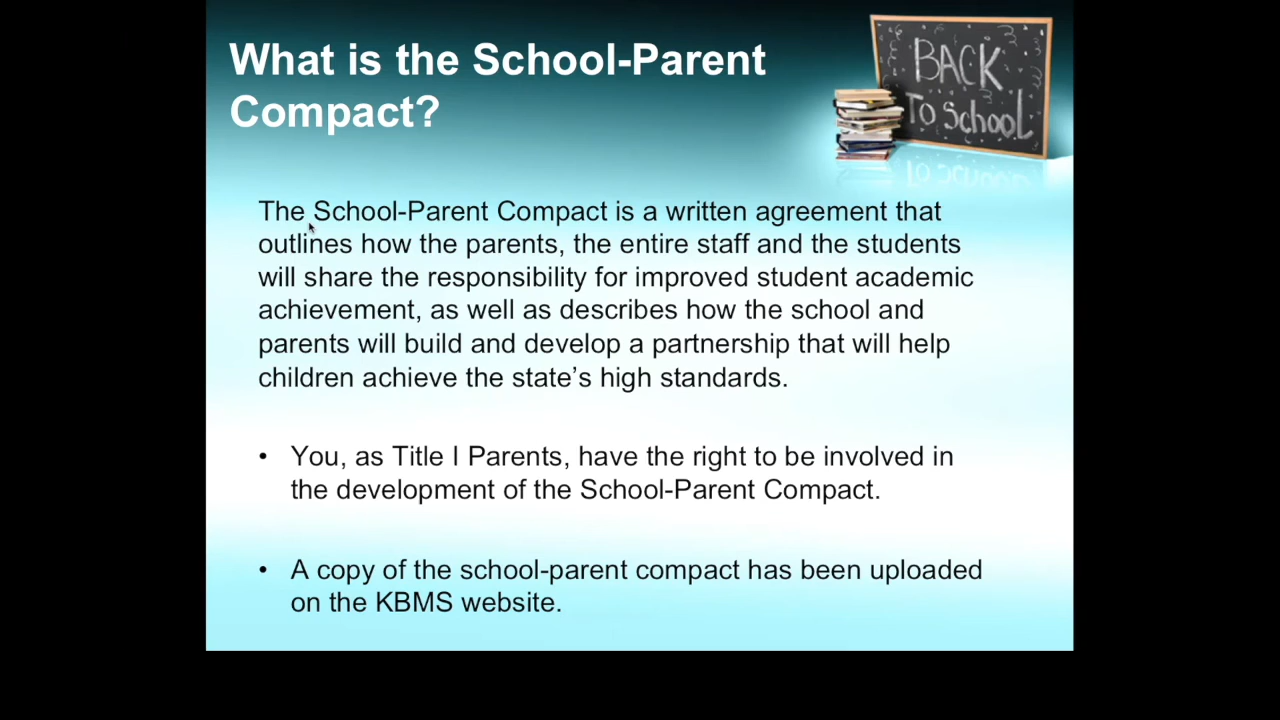 What is the School-Parent
Compact?
BACK
To School
The School-Parent Compact is a written agreement that
outlines how the parents, the entire staff and the students
will share the responsibility for improved student academic
achievement, as well as describes how the school and
parents will build and develop a partnership that will help
children achieve the state’s high standards.
• You, as Title I Parents, have the right to be involved in
the development of the School-Parent Compact.
• A copy of the school-parent compact has been uploaded
on the KBMS website.